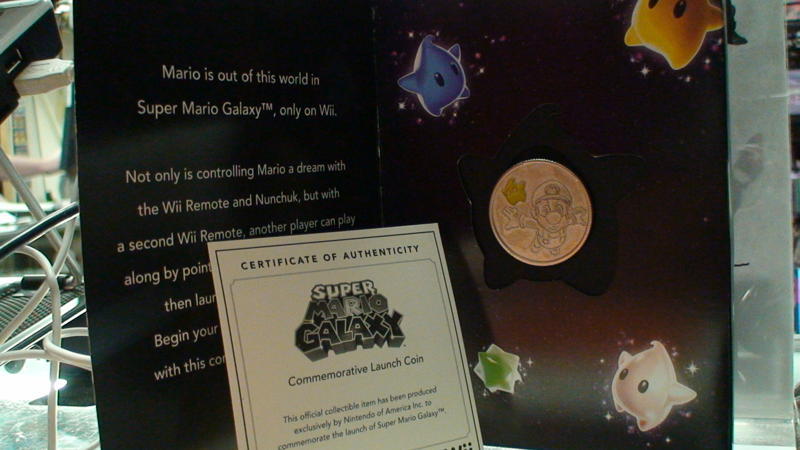 Mario is out of this world in
Super Mario Galaxy™, only on Wii.
Not only is controlling Mario a dream with
the Wii Remote and Nunchuk, but with
a second Wii Remote, another player can play
along by point
then laun
Begin your
with this co
CERTIFICATE OF AUTHENTICITY
SUPER
MARIO
GALAXY
Commemorative Launch Coin
This official collectible item has been produced
exclusively by Nintendo of America Inc. to
commemorate the launch of Super Mario Galaxy™.
Wii